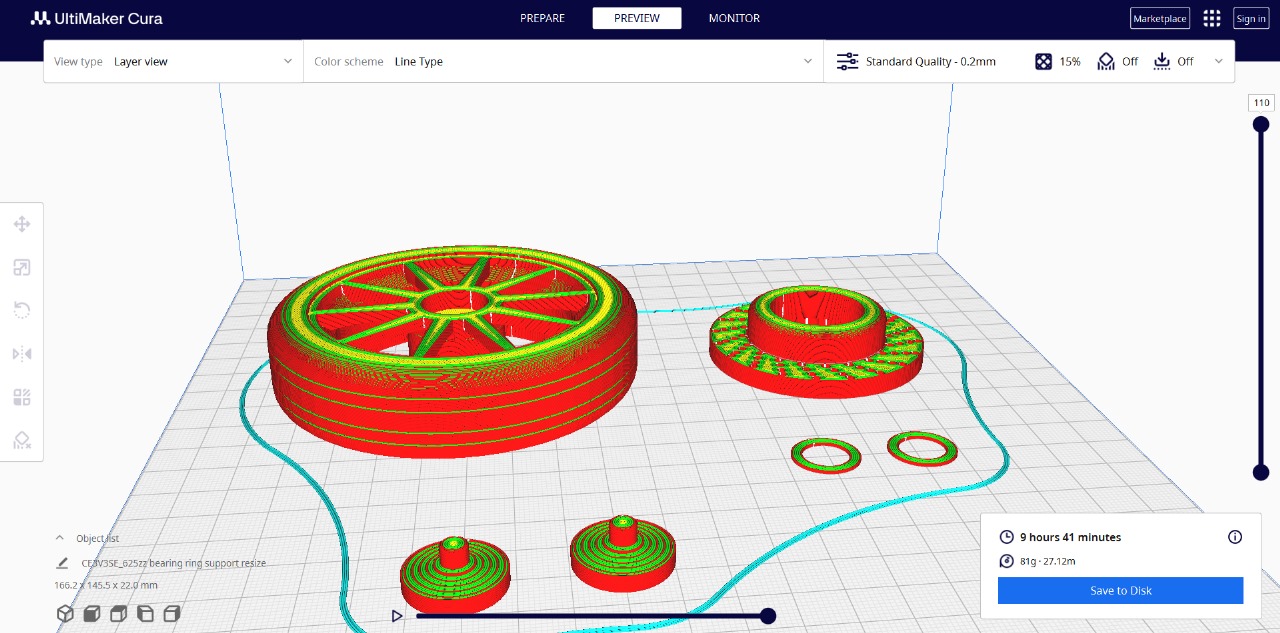 UltiMaker Cura
PREPARE
PREVIEW
MONITOR
Marketplace
Sign in
View type Layer view
Color scheme Line Type
Standard Quality - 0.2mm
15%
Off
Off
110
Object list
CE3V3SE_625zz bearing ring support resize
166.2 x 145.5 x 22.0 mm
9 hours 41 minutes
81g · 27.12m
Save to Disk